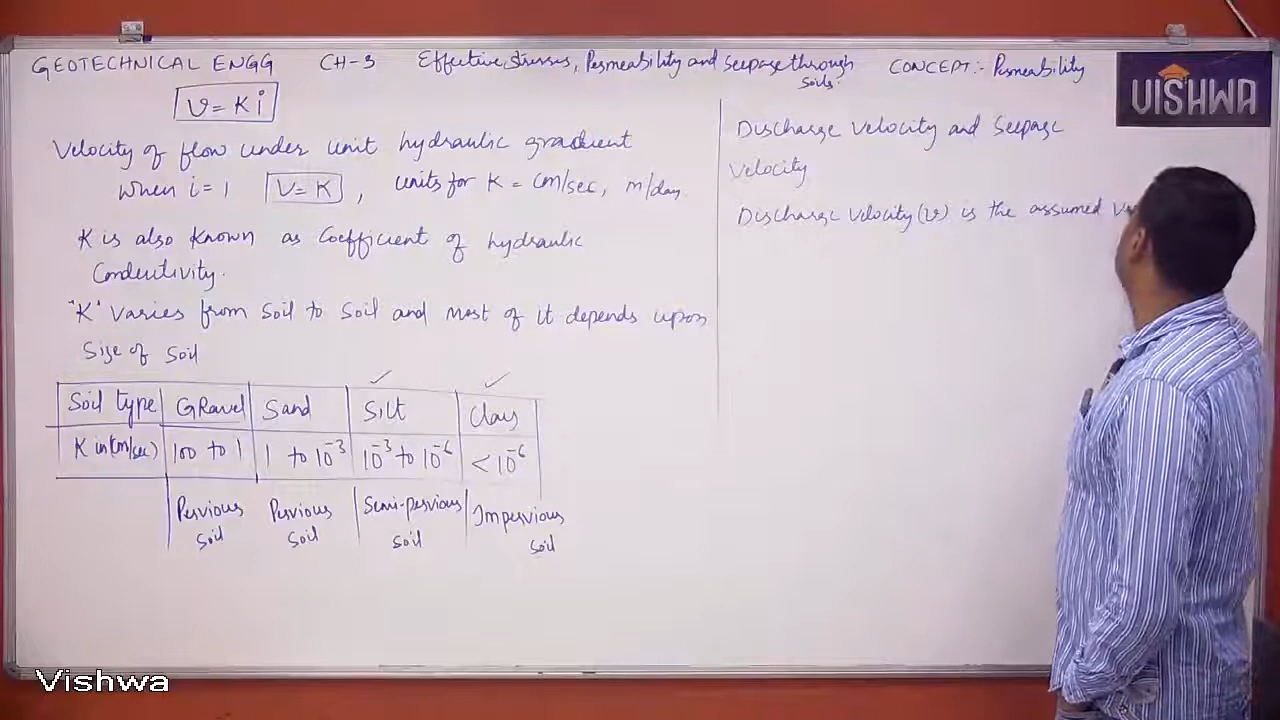 GEOTECHNICAL ENGG CH-3 Effective stresses, Permeability and seepage through soils. CONCEPT:- Permeability
VISHWA
v = K i
Velocity of flow under unit hydraulic gradient
when i = 1 V = K , units for K = cm/sec, m/day
K is also known as Coefficient of hydraulic
Conductivity.
"K" varies from soil to soil and most of it depends upon
size of soil
Soil type GRavel Sand SILt Clay
K in (cm/sec) 100 to 1 1 to 10⁻³ 10⁻³ to 10⁻⁶ < 10⁻⁶
Pervious soil Pervious soil Semi-pervious soil Impervious soil
Discharge velocity and seepage
velocity
Discharge velocity (v) is the assumed
Vishwa